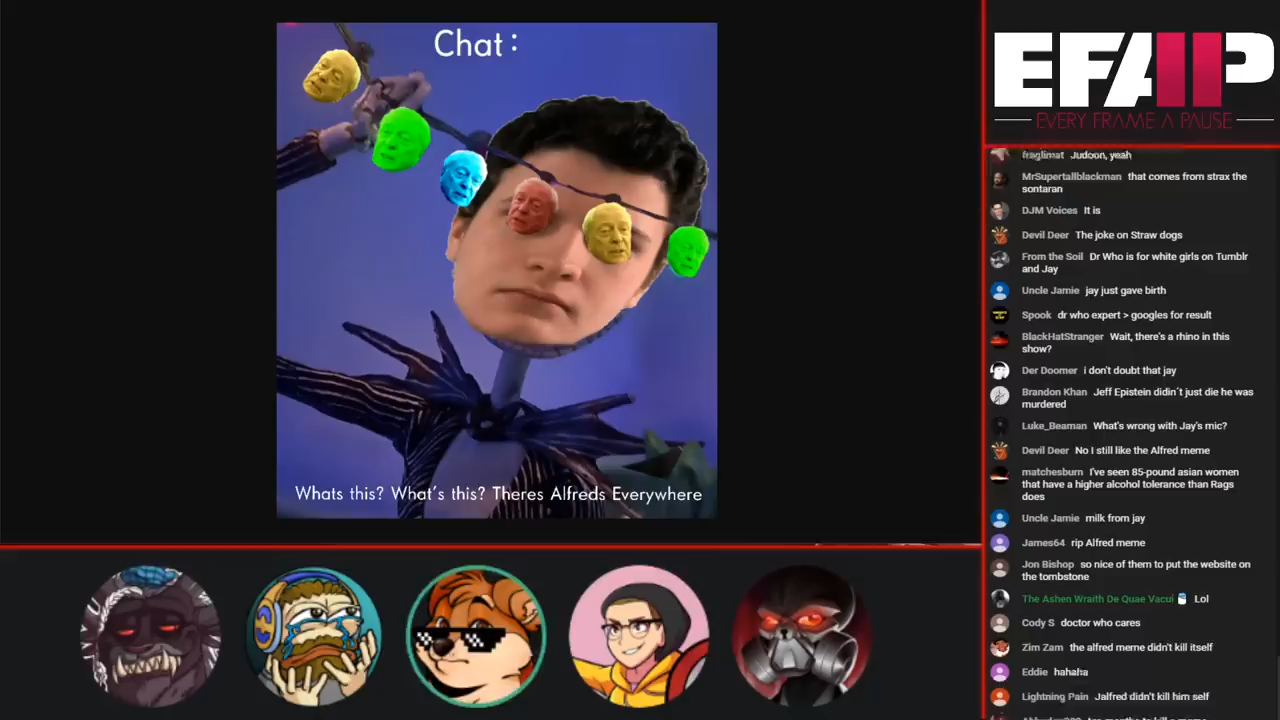 Chat :
Whats this? What's this? Theres Alfreds Everywhere
EFAP
EVERY FRAME A PAUSE
fraglimat Judoon, yeah
MrSupertallblackman that comes from strax the
sontaran
DJM Voices It is
Devil Deer The joke on Straw dogs
From the Soil Dr Who is for white girls on Tumblr
and Jay
Uncle Jamie jay just gave birth
Spook dr who expert > googles for result
BlackHatStranger Wait, there's a rhino in this
show?
Der Doomer i don't doubt that jay
Brandon Khan Jeff Epstein didin´t just die he was
murdered
Luke_Beaman What's wrong with Jay's mic?
Devil Deer No I still like the Alfred meme
matchesburn I've seen 85-pound asian women
that have a higher alcohol tolerance than Rags
does
Uncle Jamie milk from jay
James64 rip Alfred meme
Jon Bishop so nice of them to put the website on
the tombstone
The Ashen Wraith De Quae Vacui Lol
Cody S doctor who cares
Zim Zam the alfred meme didn't kill itself
Eddie hahaha
Lightning Pain Jalfred didn't kill him self